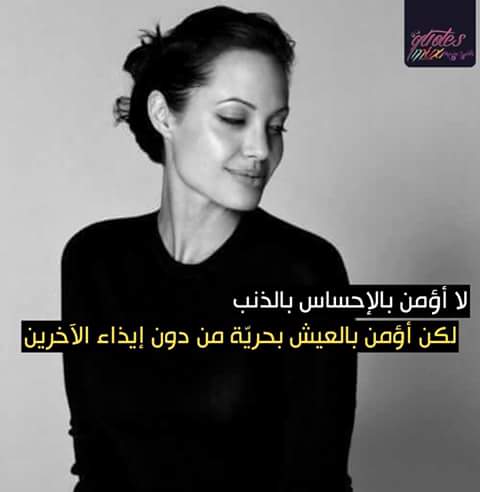 quotes
mix
لا أؤمن بالإحساس بالذنب
لكن أؤمن بالعيش بحريّة من دون إيذاء الآخرين